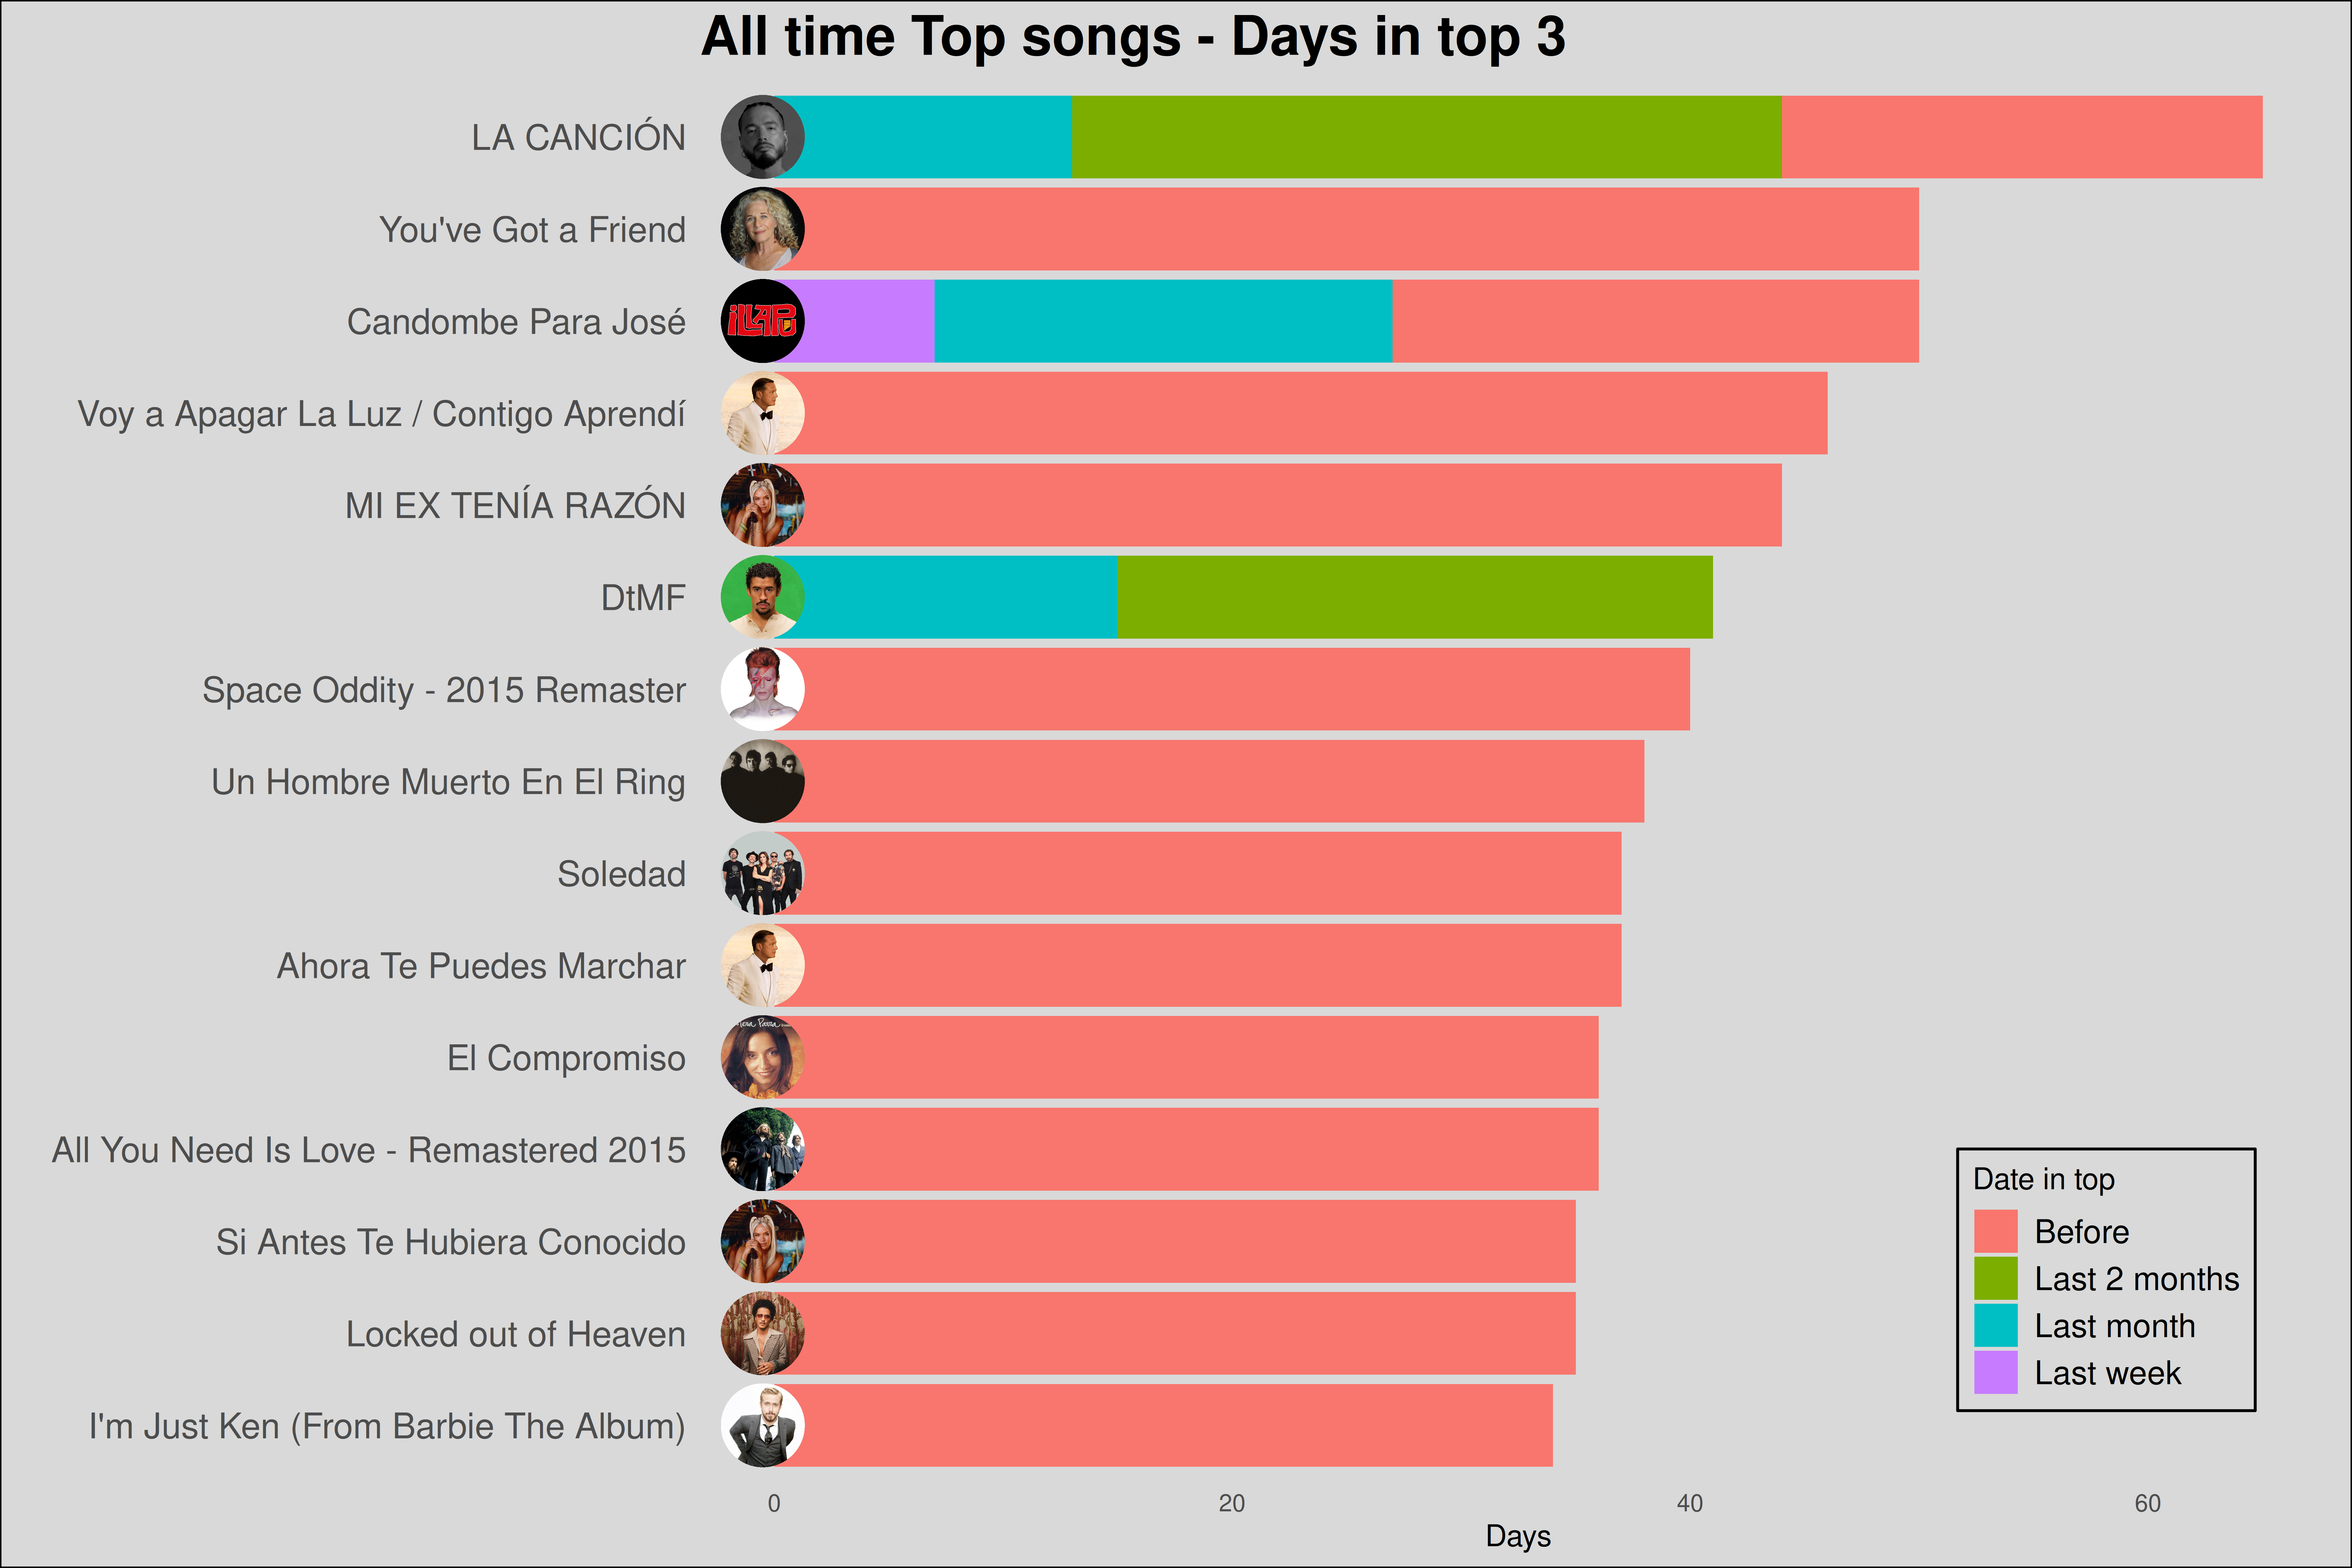 All time Top songs - Days in top 3
LA CANCIÓN
You've Got a Friend
Candombe Para José
iLLAPU
Voy a Apagar La Luz / Contigo Aprendí
MI EX TENÍA RAZÓN
DtMF
Space Oddity - 2015 Remaster
Un Hombre Muerto En El Ring
Soledad
Ahora Te Puedes Marchar
El Compromiso
Parra
All You Need Is Love - Remastered 2015
Si Antes Te Hubiera Conocido
Locked out of Heaven
I'm Just Ken (From Barbie The Album)
Date in top
Before
Last 2 months
Last month
Last week
0 20 40 60
Days